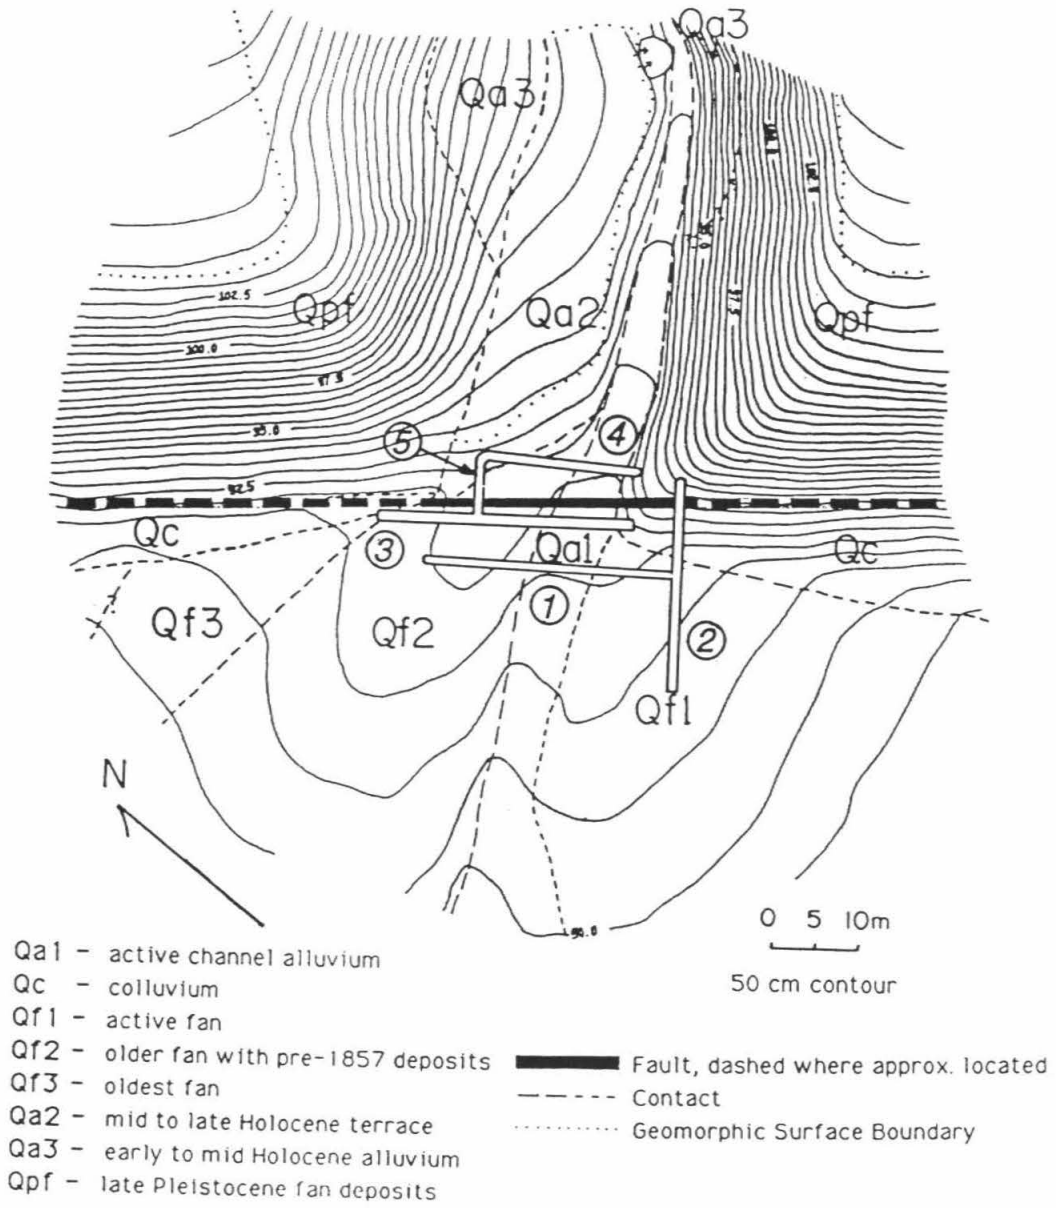 Qa3
Qa3
102.5
Qpf
Qa2
Qpf
97.5
100.0
97.5
95.0
5
4
92.5
Qc
3
Qa1
Qc
Qf3
Qf2
1
2
Qf1
N
90.0
0 5 10m
50 cm contour
Qa1 - active channel alluvium
Qc - colluvium
Qf1 - active fan
Qf2 - older fan with pre-1857 deposits
Qf3 - oldest fan
Qa2 - mid to late Holocene terrace
Qa3 - early to mid Holocene alluvium
Qpf - late Pleistocene fan deposits
Fault, dashed where approx. located
Contact
Geomorphic Surface Boundary